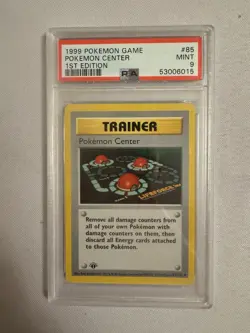 1999 POKEMON GAME #85
POKEMON CENTER MINT
1ST EDITION 9
53006015
TRAINER
Pokémon Center
Remove all damage counters from
all of your own Pokémon with
damage counters on them, then
discard all Energy cards attached
to those Pokémon.